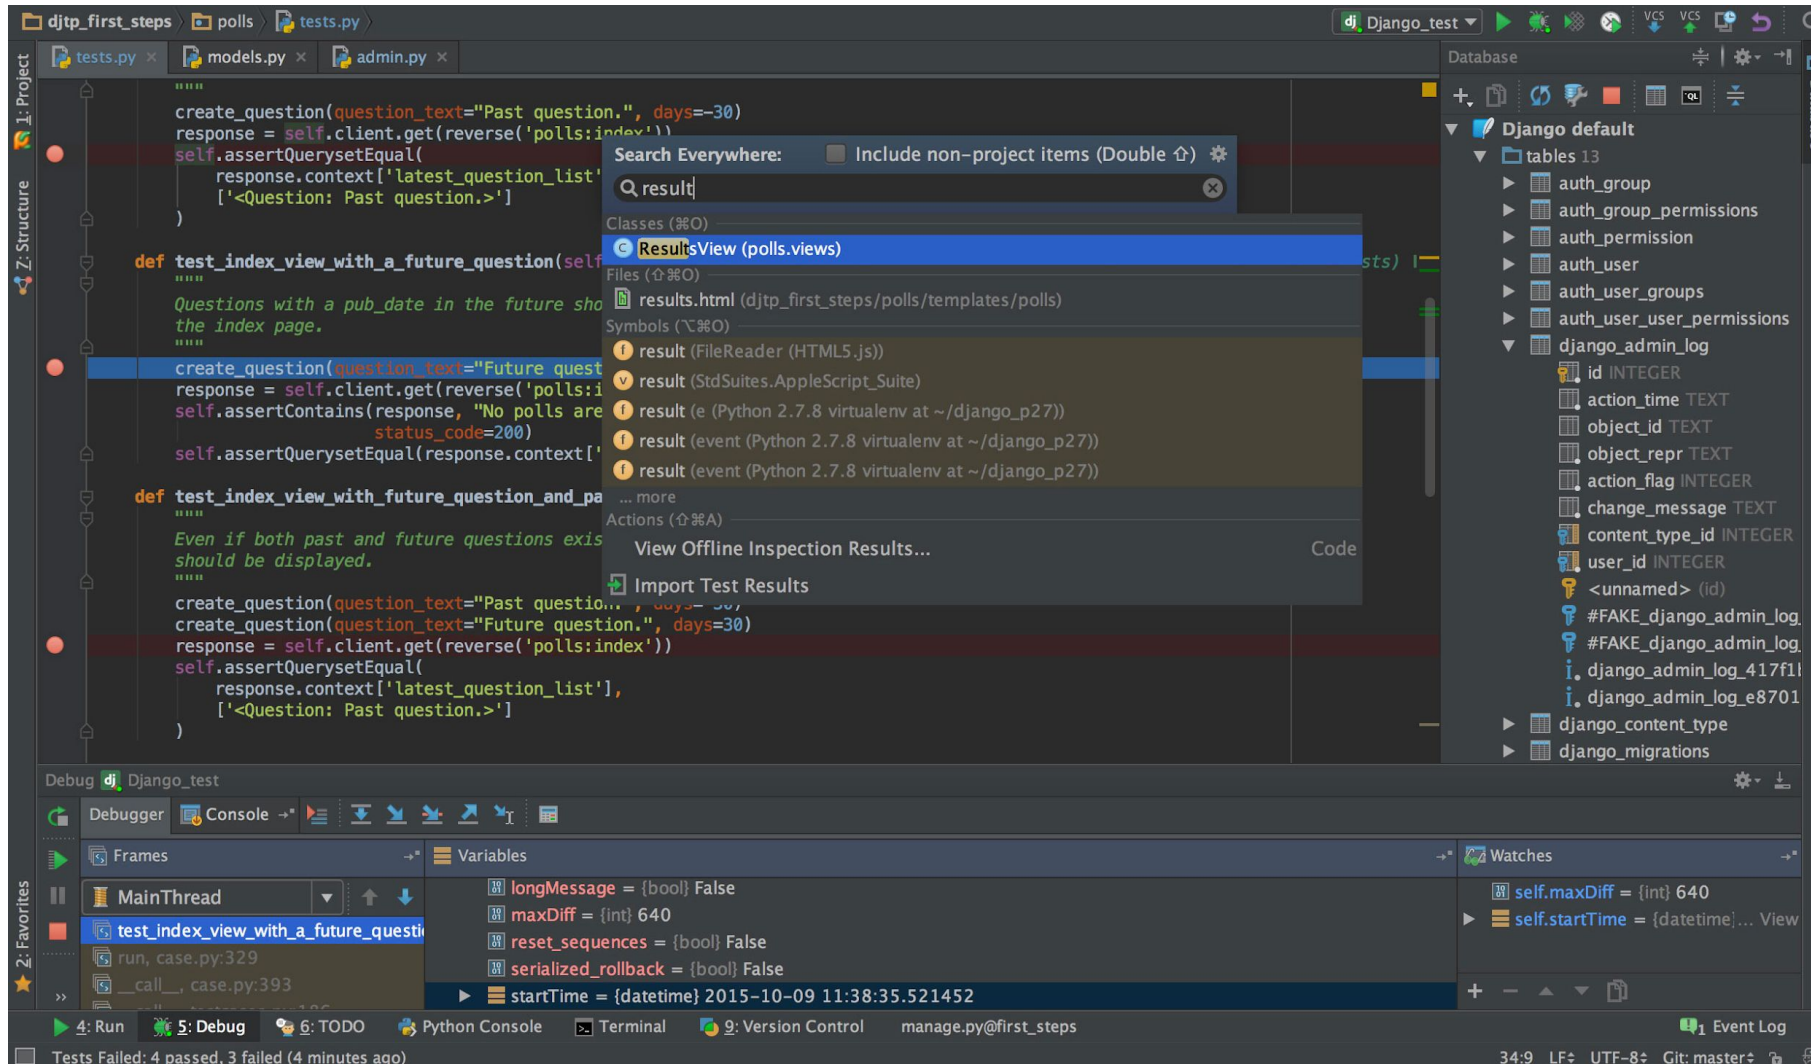 djtp_first_steps polls tests.py
Django_test VCS VCS
tests.py models.py admin.py
1: Project
Z: Structure
2: Favorites
"""
create_question(question_text="Past question.", days=-30)
response = self.client.get(reverse('polls:index'))
self.assertQuerysetEqual(
response.context['latest_question_list'
['<Question: Past question.>']
)
def test_index_view_with_a_future_question(self
sts)
"""
Questions with a pub_date in the future sho
the index page.
"""
create_question(question_text="Future quest
response = self.client.get(reverse('polls:i
self.assertContains(response, "No polls are
status_code=200)
self.assertQuerysetEqual(response.context['
def test_index_view_with_future_question_and_pa
"""
Even if both past and future questions exis
should be displayed.
"""
create_question(question_text="Past question.", days=-30)
create_question(question_text="Future question.", days=30)
response = self.client.get(reverse('polls:index'))
self.assertQuerysetEqual(
response.context['latest_question_list'],
['<Question: Past question.>']
)
Search Everywhere: Include non-project items (Double ⇧)
result
Classes (⌘O)
ResultsView (polls.views)
Files (⇧⌘O)
results.html (djtp_first_steps/polls/templates/polls)
Symbols (⌥⌘O)
result (FileReader (HTML5.js))
result (StdSuites.AppleScript_Suite)
result (e (Python 2.7.8 virtualenv at ~/django_p27))
result (event (Python 2.7.8 virtualenv at ~/django_p27))
result (event (Python 2.7.8 virtualenv at ~/django_p27))
... more
Actions (⇧⌘A)
View Offline Inspection Results... Code
Import Test Results
Database
Django default
tables 13
auth_group
auth_group_permissions
auth_permission
auth_user
auth_user_groups
auth_user_user_permissions
django_admin_log
id INTEGER
action_time TEXT
object_id TEXT
object_repr TEXT
action_flag INTEGER
change_message TEXT
content_type_id INTEGER
user_id INTEGER
<unnamed> (id)
#FAKE_django_admin_log_
#FAKE_django_admin_log_
django_admin_log_417f1
django_admin_log_e8701
django_content_type
django_migrations
Debug Django_test
Debugger Console
Frames
MainThread
test_index_view_with_a_future_questi
run, case.py:329
__call__, case.py:393
Variables
longMessage = {bool} False
maxDiff = {int} 640
reset_sequences = {bool} False
serialized_rollback = {bool} False
startTime = {datetime} 2015-10-09 11:38:35.521452
Watches
self.maxDiff = {int} 640
self.startTime = {datetime}... View
4: Run 5: Debug 6: TODO Python Console Terminal 9: Version Control manage.py@first_steps 1 Event Log
Tests Failed: 4 passed, 3 failed (4 minutes ago) 34:9 LF UTF-8 Git: master